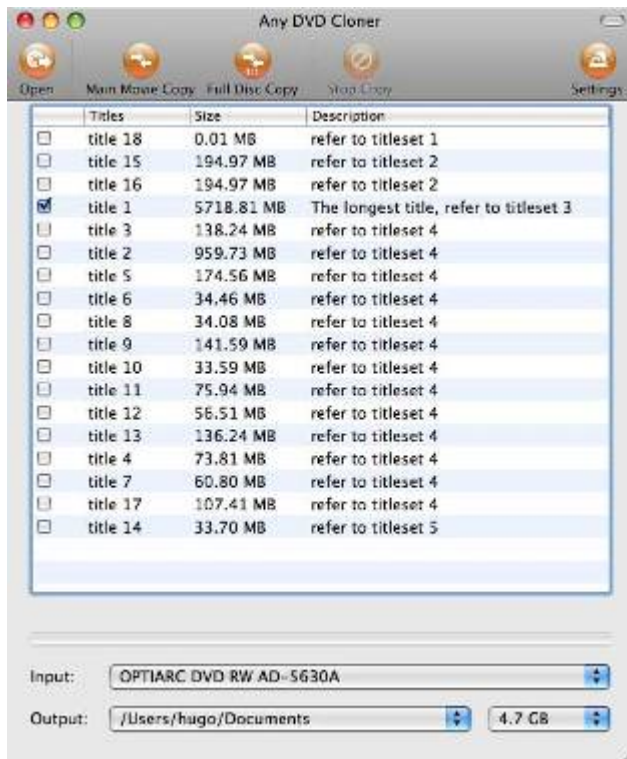 Any DVD Cloner
Open Main Movie Copy Full Disc Copy Stop Copy Settings
Titles Size Description
title 18 0.01 MB refer to titleset 1
title 15 194.97 MB refer to titleset 2
title 16 194.97 MB refer to titleset 2
title 1 5718.81 MB The longest title, refer to titleset 3
title 3 138.24 MB refer to titleset 4
title 2 959.73 MB refer to titleset 4
title 5 174.56 MB refer to titleset 4
title 6 34.46 MB refer to titleset 4
title 8 34.08 MB refer to titleset 4
title 9 141.59 MB refer to titleset 4
title 10 33.59 MB refer to titleset 4
title 11 75.94 MB refer to titleset 4
title 12 56.51 MB refer to titleset 4
title 13 136.24 MB refer to titleset 4
title 4 73.81 MB refer to titleset 4
title 7 60.80 MB refer to titleset 4
title 17 107.41 MB refer to titleset 4
title 14 33.70 MB refer to titleset 5
Input: OPTIARC DVD RW AD-5630A
Output: /Users/hugo/Documents 4.7 GB